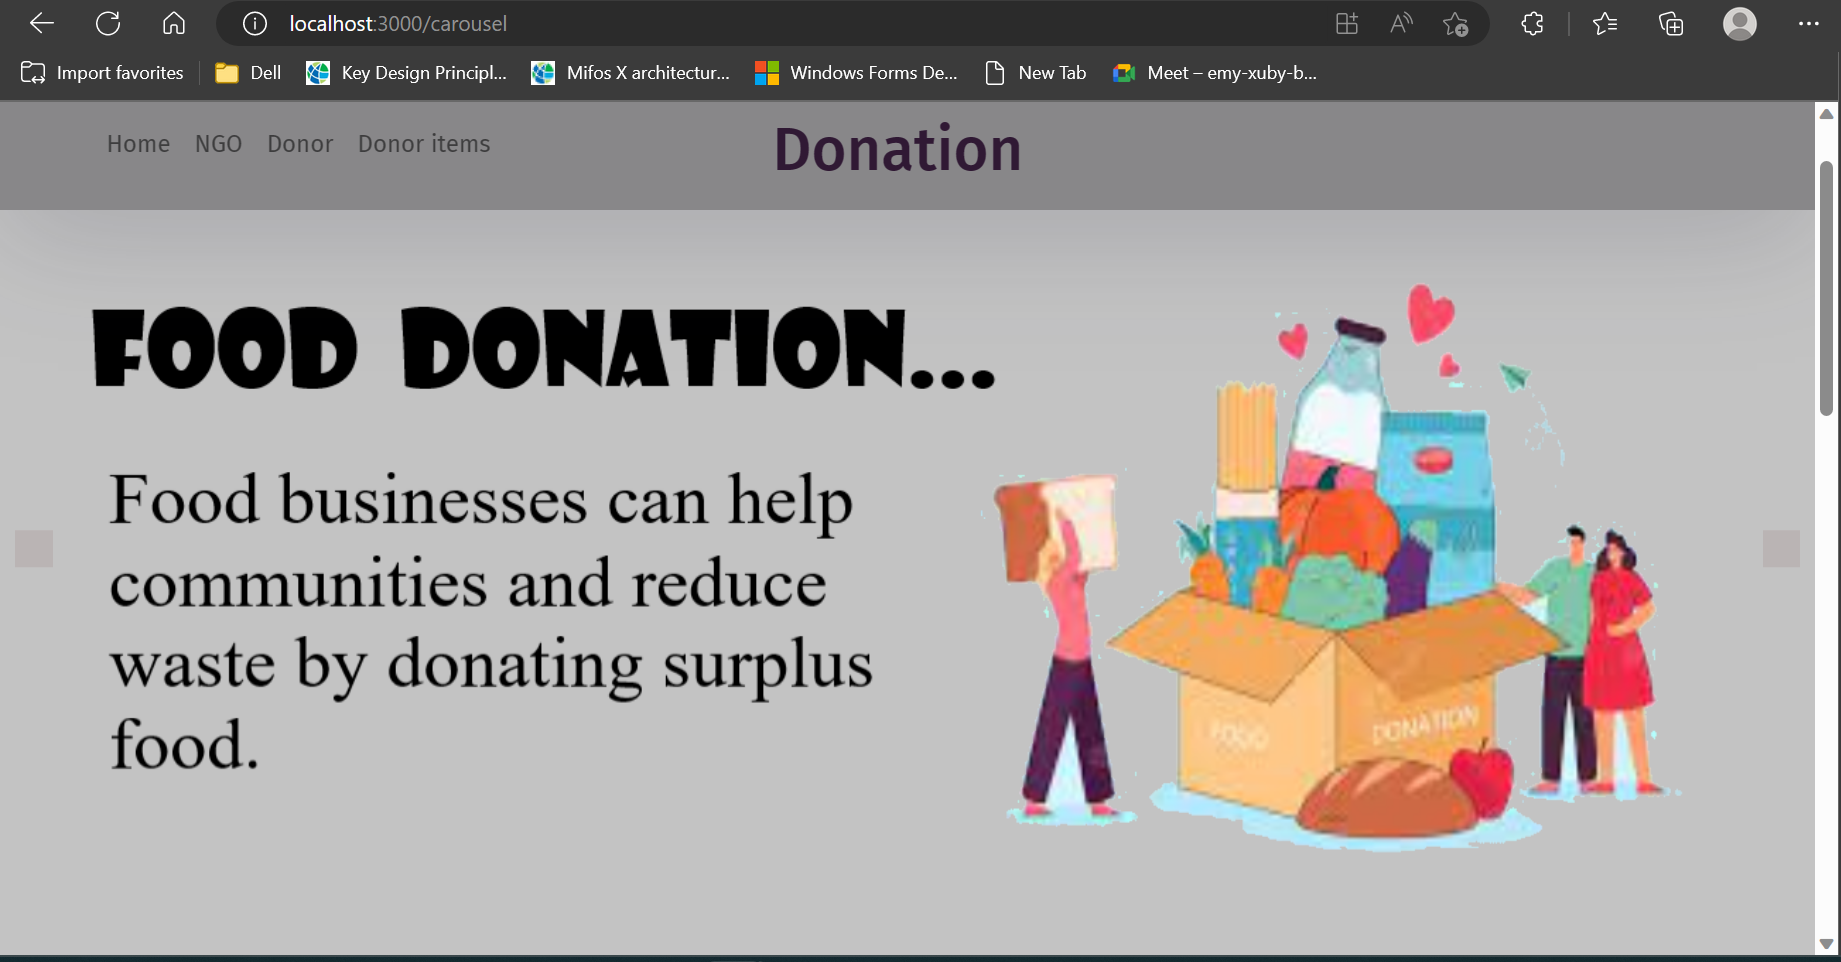 localhost:3000/carousel
Import favorites Dell Key Design Principl... Mifos X architectur... Windows Forms De... New Tab Meet – emy-xuby-b...
Home NGO Donor Donor items Donation
FOOD DONATION...
Food businesses can help
communities and reduce
waste by donating surplus
food.
FOOD DONATION